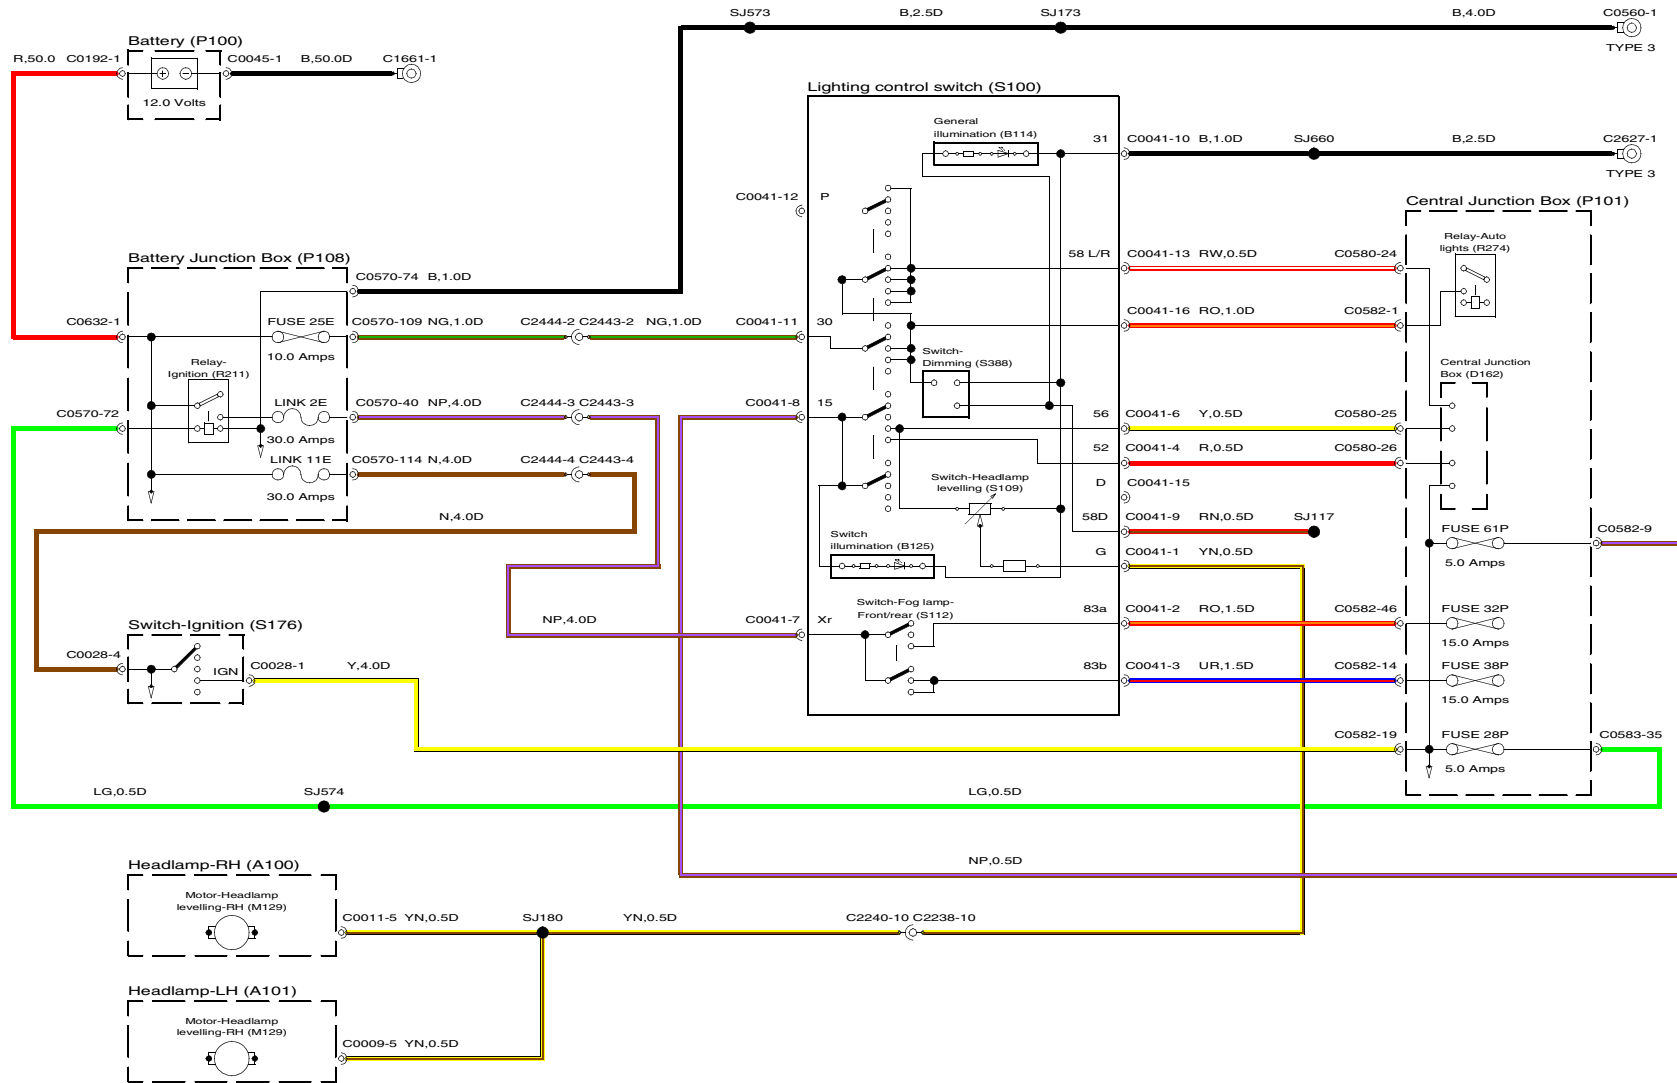 SJ573 B,2.5D SJ173 B,4.0D C0560-1
TYPE 3
Battery (P100)
R,50.0 C0192-1 C0045-1 B,50.0D C1661-1
12.0 Volts
Lighting control switch (S100)
General
illumination (B114)
31 C0041-10 B,1.0D SJ660 B,2.5D C2627-1
TYPE 3
C0041-12 P
Central Junction Box (P101)
Relay-Auto
lights (R274)
58 L/R C0041-13 RW,0.5D C0580-24
Battery Junction Box (P108)
C0570-74 B,1.0D
C0041-16 RO,1.0D C0582-1
C0632-1 FUSE 25E C0570-109 NG,1.0D C2444-2 C2443-2 NG,1.0D C0041-11 30
10.0 Amps
Relay-
Ignition (R211)
Switch-
Dimming (S388)
Central Junction
Box (D162)
C0570-72 LINK 2E C0570-40 NP,4.0D C2444-3 C2443-3 C0041-8 15
30.0 Amps
56 C0041-6 Y,0.5D C0580-25
LINK 11E C0570-114 N,4.0D C2444-4 C2443-4
30.0 Amps
52 C0041-4 R,0.5D C0580-26
Switch-Headlamp
levelling (S109)
D C0041-15
N,4.0D
58D C0041-9 RN,0.5D SJ117
FUSE 61P C0582-9
5.0 Amps
Switch
illumination (B125)
G C0041-1 YN,0.5D
Switch-Fog lamp-
Front/rear (S112)
83a C0041-2 RO,1.5D C0582-46 FUSE 32P
15.0 Amps
NP,4.0D C0041-7 Xr
Switch-Ignition (S176)
C0028-4 IGN C0028-1 Y,4.0D
83b C0041-3 UR,1.5D C0582-14 FUSE 38P
15.0 Amps
C0582-19 FUSE 28P C0583-35
5.0 Amps
LG,0.5D SJ574 LG,0.5D
NP,0.5D
Headlamp-RH (A100)
Motor-Headlamp
levelling-RH (M129)
C0011-5 YN,0.5D SJ180 YN,0.5D C2240-10 C2238-10
Headlamp-LH (A101)
Motor-Headlamp
levelling-RH (M129)
C0009-5 YN,0.5D